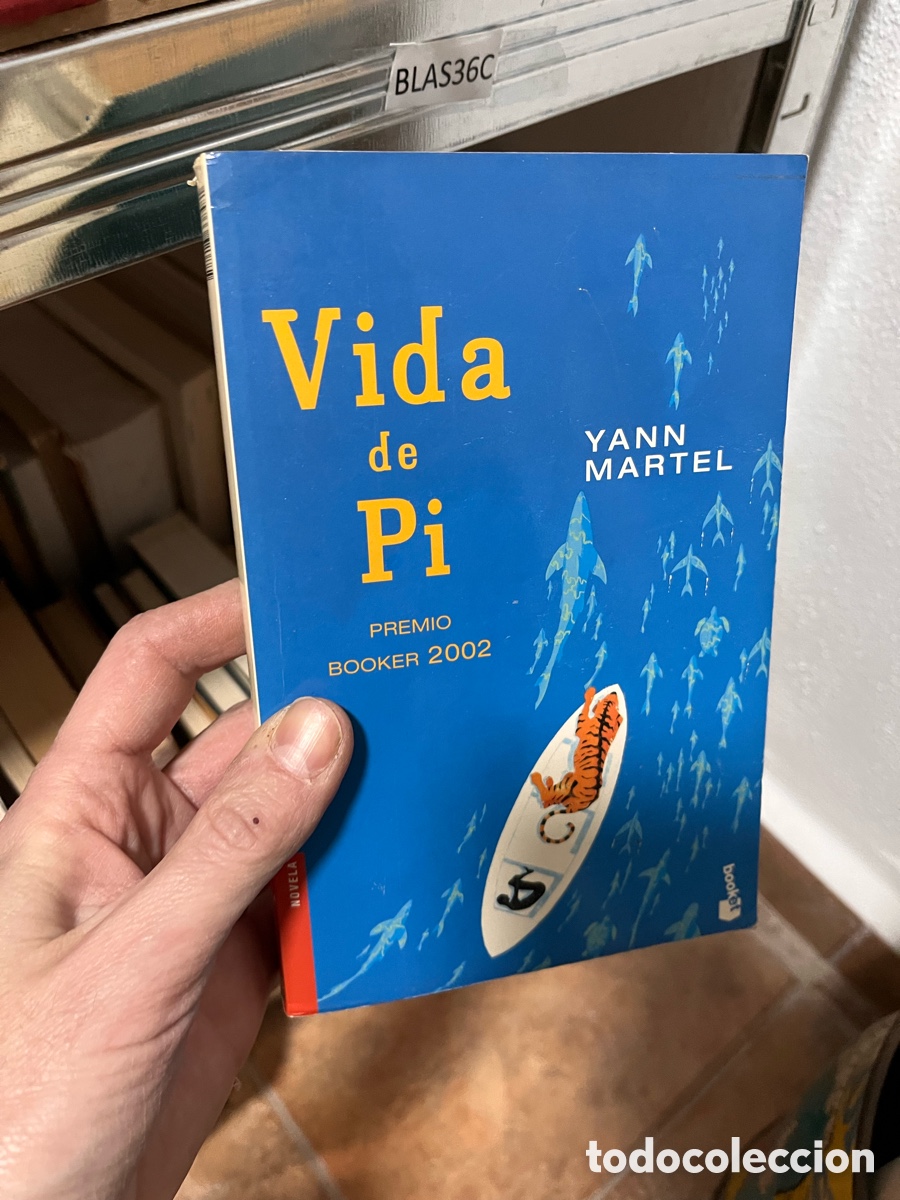 BLAS36C
Vida
de
Pi
YANN
MARTEL
PREMIO
BOOKER 2002
NOVELA
booket
todocoleccion